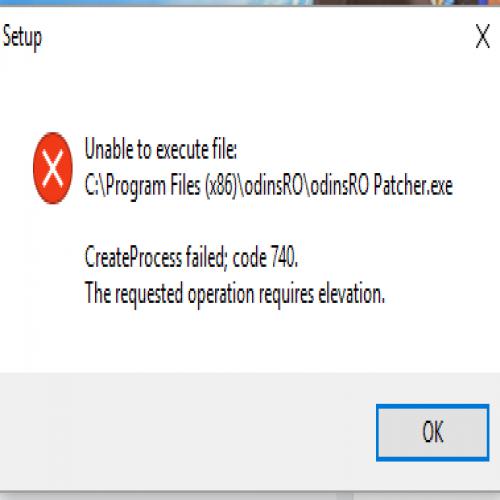 Setup
Unable to execute file:
C:\Program Files (x86)\odinsRO\odinsRO Patcher.exe
CreateProcess failed; code 740.
The requested operation requires elevation.
OK